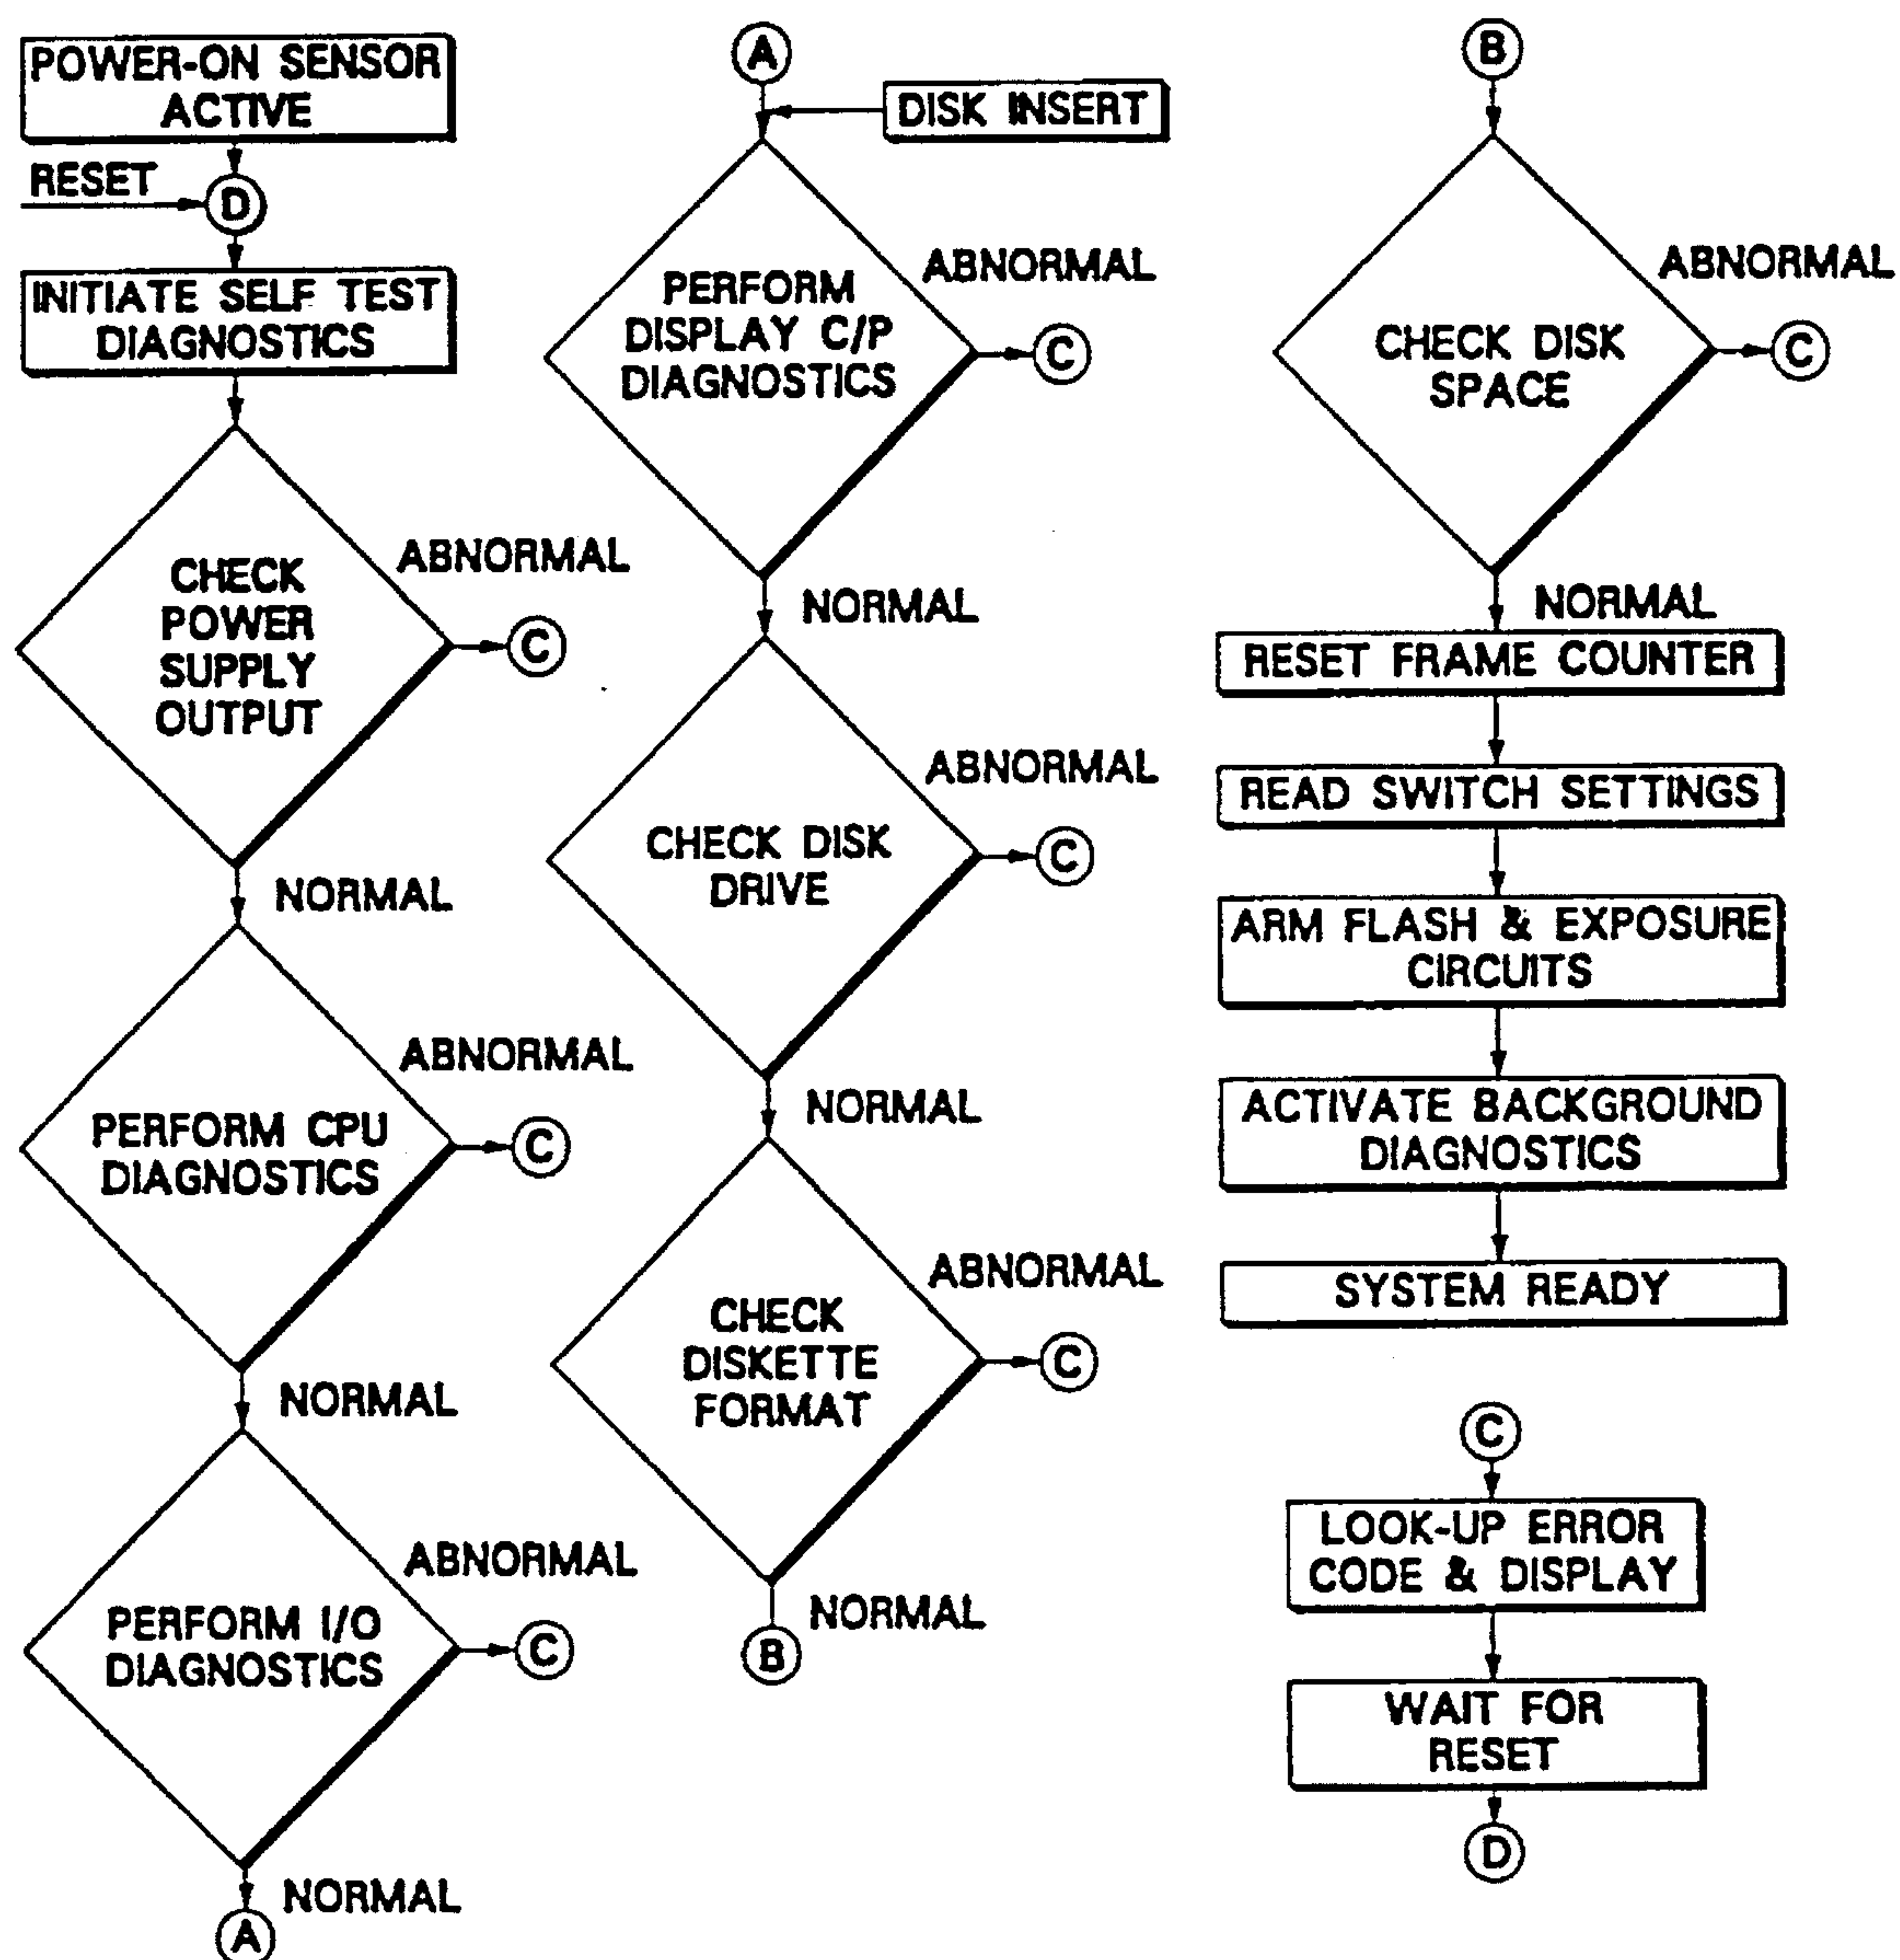 POWER-ON SENSOR
ACTIVE
RESET
D
INITIATE SELF TEST
DIAGNOSTICS
CHECK
POWER
SUPPLY
OUTPUT
ABNORMAL
C
NORMAL
PERFORM CPU
DIAGNOSTICS
ABNORMAL
C
NORMAL
PERFORM I/O
DIAGNOSTICS
ABNORMAL
C
NORMAL
A
A
DISK INSERT
PERFORM
DISPLAY C/P
DIAGNOSTICS
ABNORMAL
C
NORMAL
CHECK DISK
DRIVE
ABNORMAL
C
NORMAL
CHECK
DISKETTE
FORMAT
ABNORMAL
C
NORMAL
B
B
CHECK DISK
SPACE
ABNORMAL
C
NORMAL
RESET FRAME COUNTER
READ SWITCH SETTINGS
ARM FLASH & EXPOSURE
CIRCUITS
ACTIVATE BACKGROUND
DIAGNOSTICS
SYSTEM READY
C
LOOK-UP ERROR
CODE & DISPLAY
WAIT FOR
RESET
D